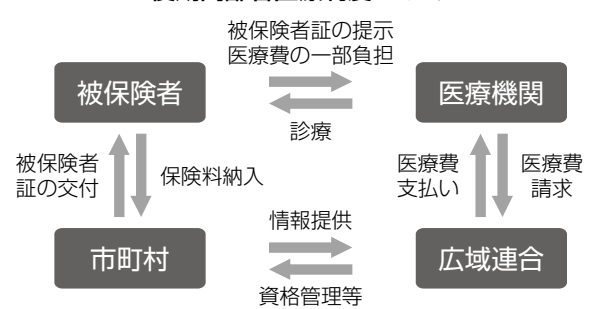 被保険者証の提示
医療費の一部負担
被保険者
医療機関
診療
被保険者
証の交付
保険料納入
医療費
支払い
医療費
請求
情報提供
市町村
広域連合
資格管理等